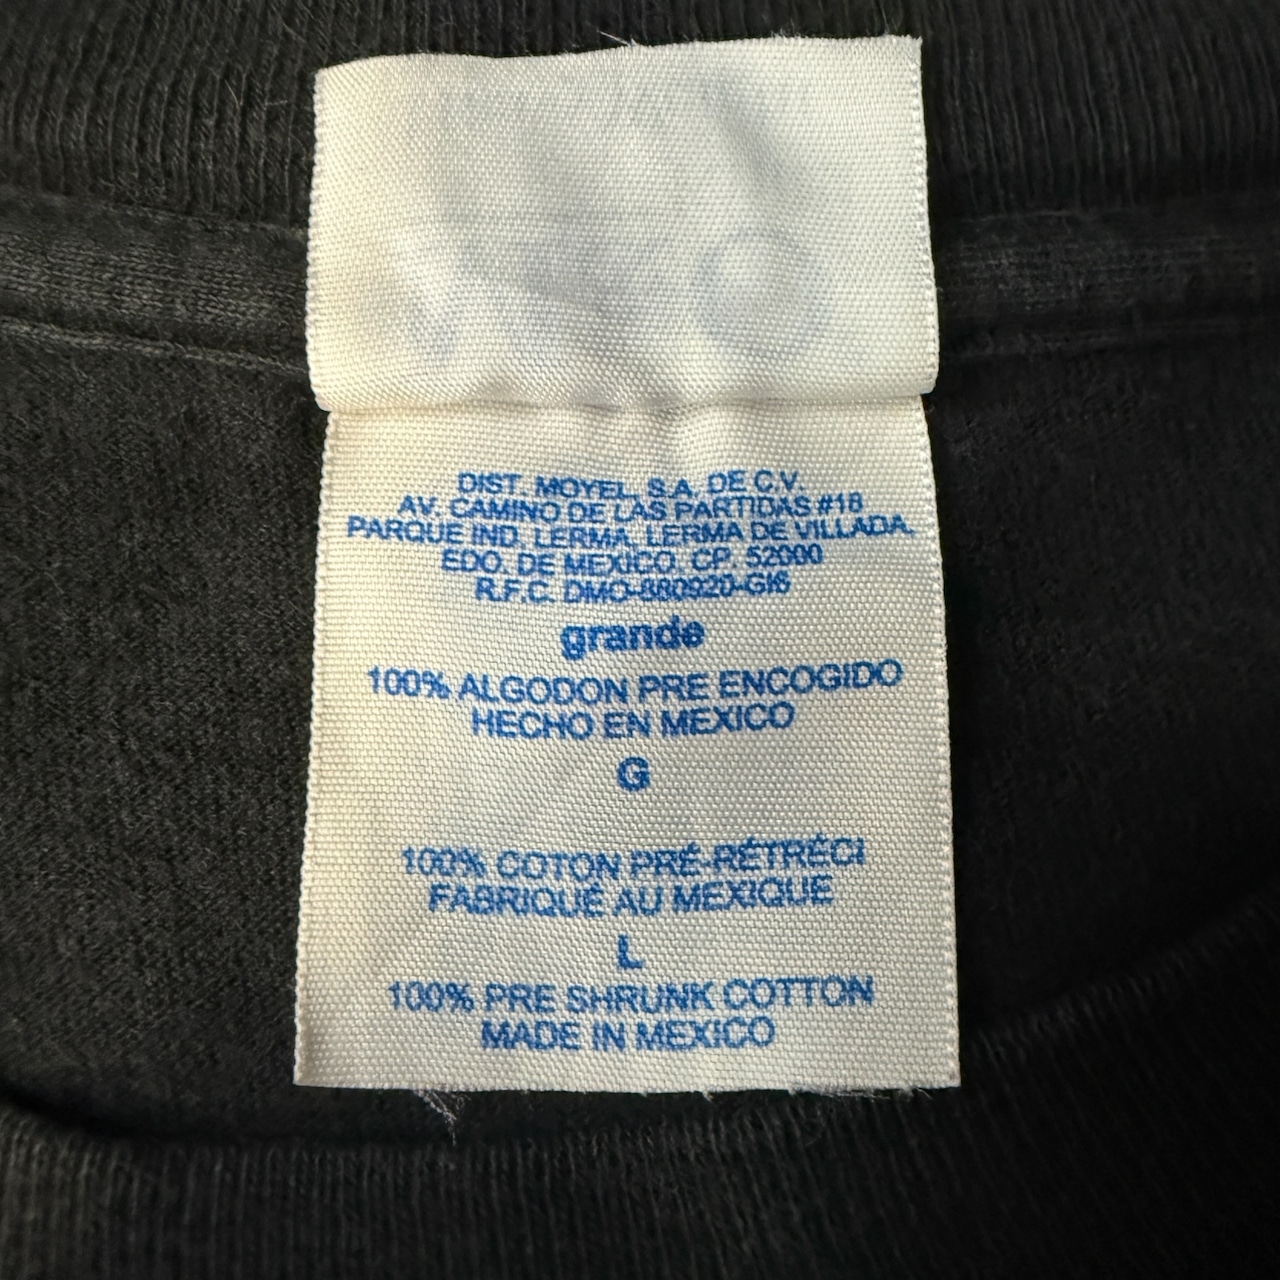 DIST. MOYEL, S.A. DE C.V.
AV. CAMINO DE LAS PARTIDAS #18
PARQUE IND. LERMA, LERMA DE VILLADA,
EDO. DE MEXICO, CP. 52000
R.F.C. DMO-880920-GI6
grande
100% ALGODON PRE ENCOGIDO
HECHO EN MEXICO
G
100% COTON PRÉ-RÉTRÉCI
FABRIQUÉ AU MEXIQUE
L
100% PRE SHRUNK COTTON
MADE IN MEXICO